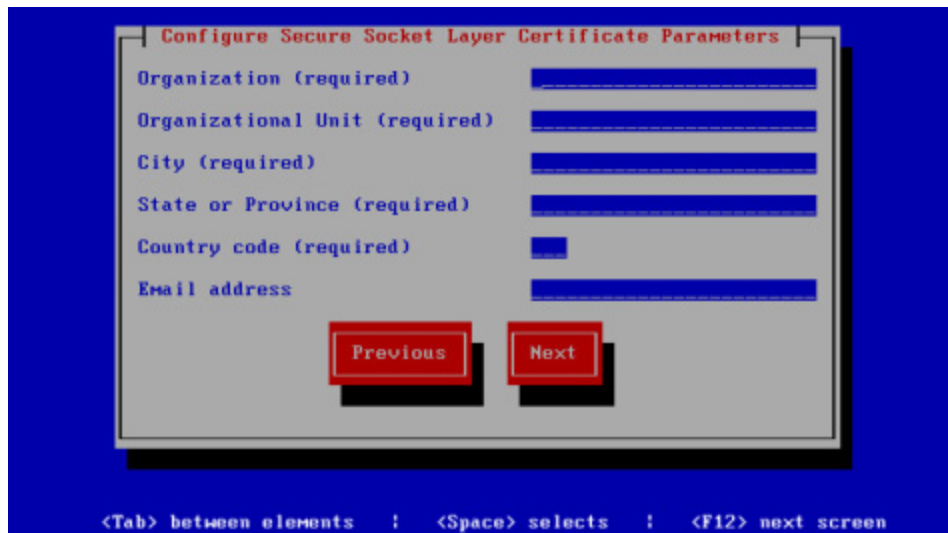 Configure Secure Socket Layer Certificate Parameters
Organization (required)
Organizational Unit (required)
City (required)
State or Province (required)
Country code (required)
Email address
Previous Next
<Tab> between elements | <Space> selects | <F12> next screen